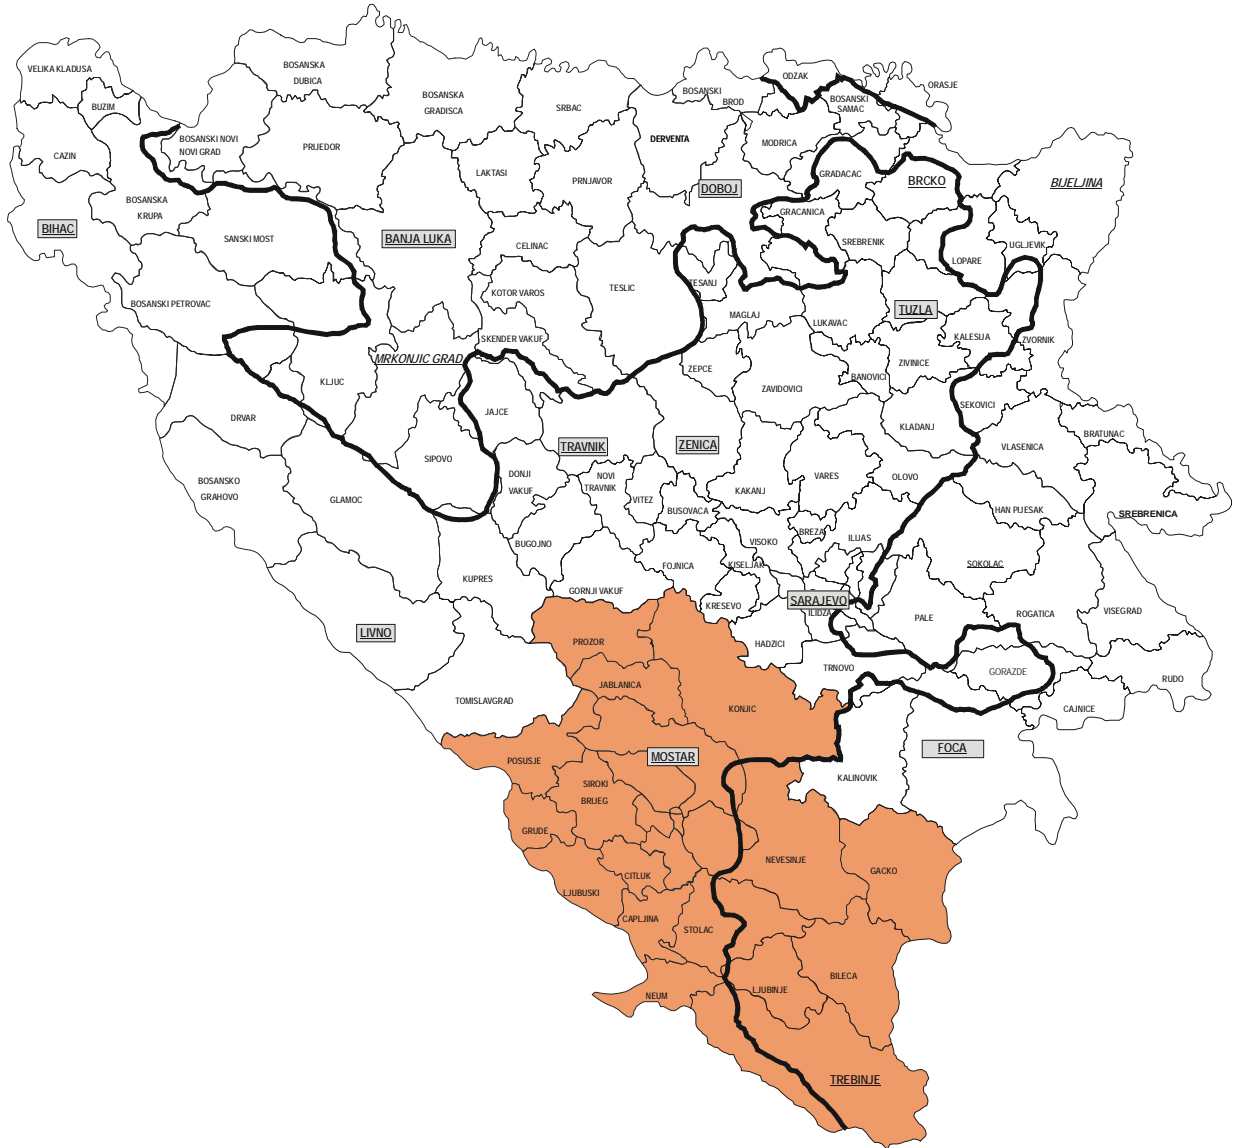 VELIKA KLADUSA
BUZIM
CAZIN
BIHAC
BOSANSKI NOVI
NOVI GRAD
BOSANSKA
DUBICA
PRIJEDOR
BOSANSKA
GRADISCA
SRBAC
LAKTASI
PRNJAVOR
BOSANSKI
BROD
DERVENTA
ODZAK
BOSANSKI
SAMAC
ORASJE
MODRICA
DOBOJ
GRADACAC
BRCKO
BIJELJINA
BOSANSKA
KRUPA
SANSKI MOST
BANJA LUKA
CELINAC
GRACANICA
SREBRENIK
LOPARE
UGLJEVIK
BOSANSKI PETROVAC
KOTOR VAROS
TESLIC
TESANJ
MAGLAJ
LUKAVAC
TUZLA
KALESIJA
ZVORNIK
SKENDER VAKUF
MRKONJIC GRAD
KLJUC
ZEPCE
ZAVIDOVICI
BANOVICI
ZIVINICE
DRVAR
JAJCE
SEKOVICI
KLADANJ
VLASENICA
BRATUNAC
SIPOVO
TRAVNIK
ZENICA
BOSANSKO
GRAHOVO
GLAMOC
DONJI
VAKUF
NOVI
TRAVNIK
VITEZ
BUSOVACA
KAKANJ
VARES
OLOVO
HAN PIJESAK
SREBRENICA
BUGOJNO
VISOKO
BREZA
ILIJAS
KUPRES
FOJNICA
KISELJAK
SOKOLAC
GORNJI VAKUF
KRESEVO
SARAJEVO
ILIDZA
PALE
ROGATICA
VISEGRAD
LIVNO
PROZOR
HADZICI
TRNOVO
GORAZDE
RUDO
JABLANICA
KONJIC
TOMISLAVGRAD
CAJNICE
POSUSJE
MOSTAR
FOCA
KALINOVIK
SIROKI
BRIJEG
GRUDE
NEVESINJE
GACKO
LJUBUSKI
CITLUK
CAPLJINA
STOLAC
BILECA
LJUBINJE
NEUM
TREBINJE